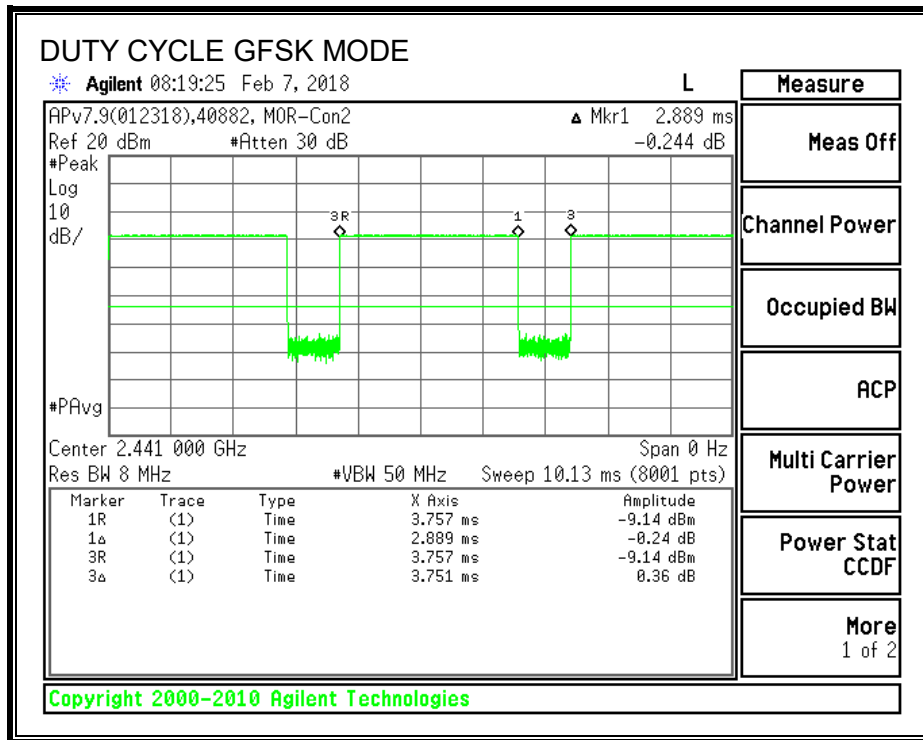 DUTY CYCLE GFSK MODE
Agilent 08:19:25 Feb 7, 2018 L
Measure
APv7.9(012318),40882, MOR-Con2 Δ Mkr1 2.889 ms
Ref 20 dBm #Atten 30 dB -0.244 dB
Meas Off
#Peak
Log
10
dB/
3R 1 3
Channel Power
Occupied BW
ACP
#PAvg
Center 2.441 000 GHz Span 0 Hz
Res BW 8 MHz #VBW 50 MHz Sweep 10.13 ms (8001 pts)
Multi Carrier
Power
Marker Trace Type X Axis Amplitude
1R (1) Time 3.757 ms -9.14 dBm
1Δ (1) Time 2.889 ms -0.24 dB
3R (1) Time 3.757 ms -9.14 dBm
3Δ (1) Time 3.751 ms 0.36 dB
Power Stat
CCDF
More
1 of 2
Copyright 2000-2010 Agilent Technologies